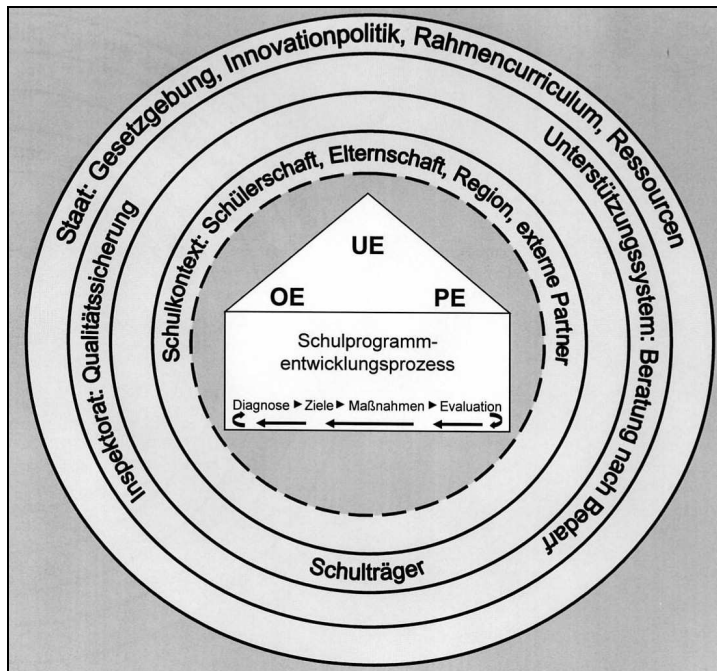 Staat: Gesetzgebung, Innovationpolitik, Rahmencurriculum, Ressourcen
Inspektorat: Qualitätssicherung
Unterstützungssystem: Beratung nach Bedarf
Schulkontext: Schülerschaft, Elternschaft, Region, externe Partner
UE
OE PE
Schulprogramm-
entwicklungsprozess
Diagnose ▸ Ziele ▸ Maßnahmen ▸ Evaluation
Schulträger